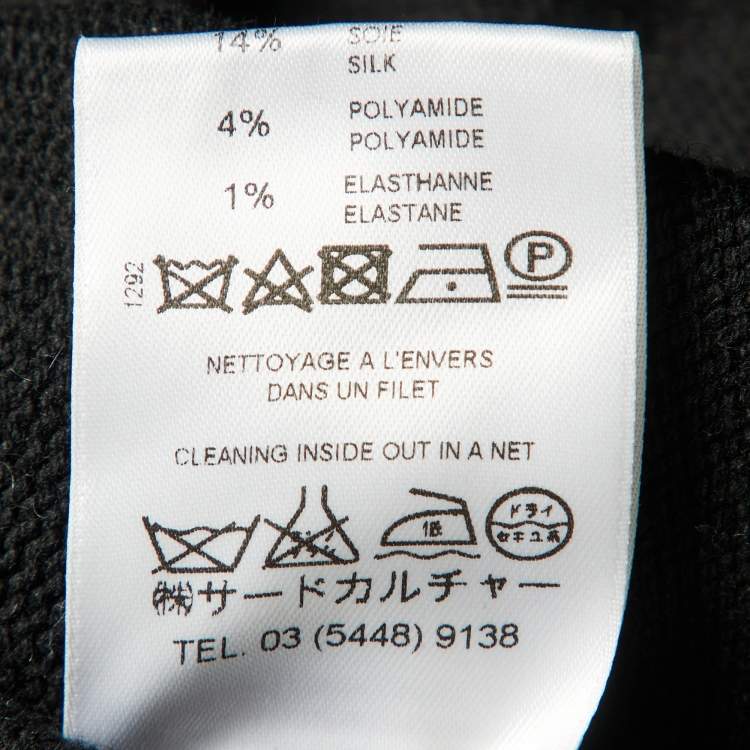 14% SOIE
SILK
4% POLYAMIDE
POLYAMIDE
1% ELASTHANNE
ELASTANE
1292
P
NETTOYAGE A L'ENVERS
DANS UN FILET
CLEANING INSIDE OUT IN A NET
低
ドライ
セキユ系
㈱サードカルチャー
TEL. 03 (5448) 9138